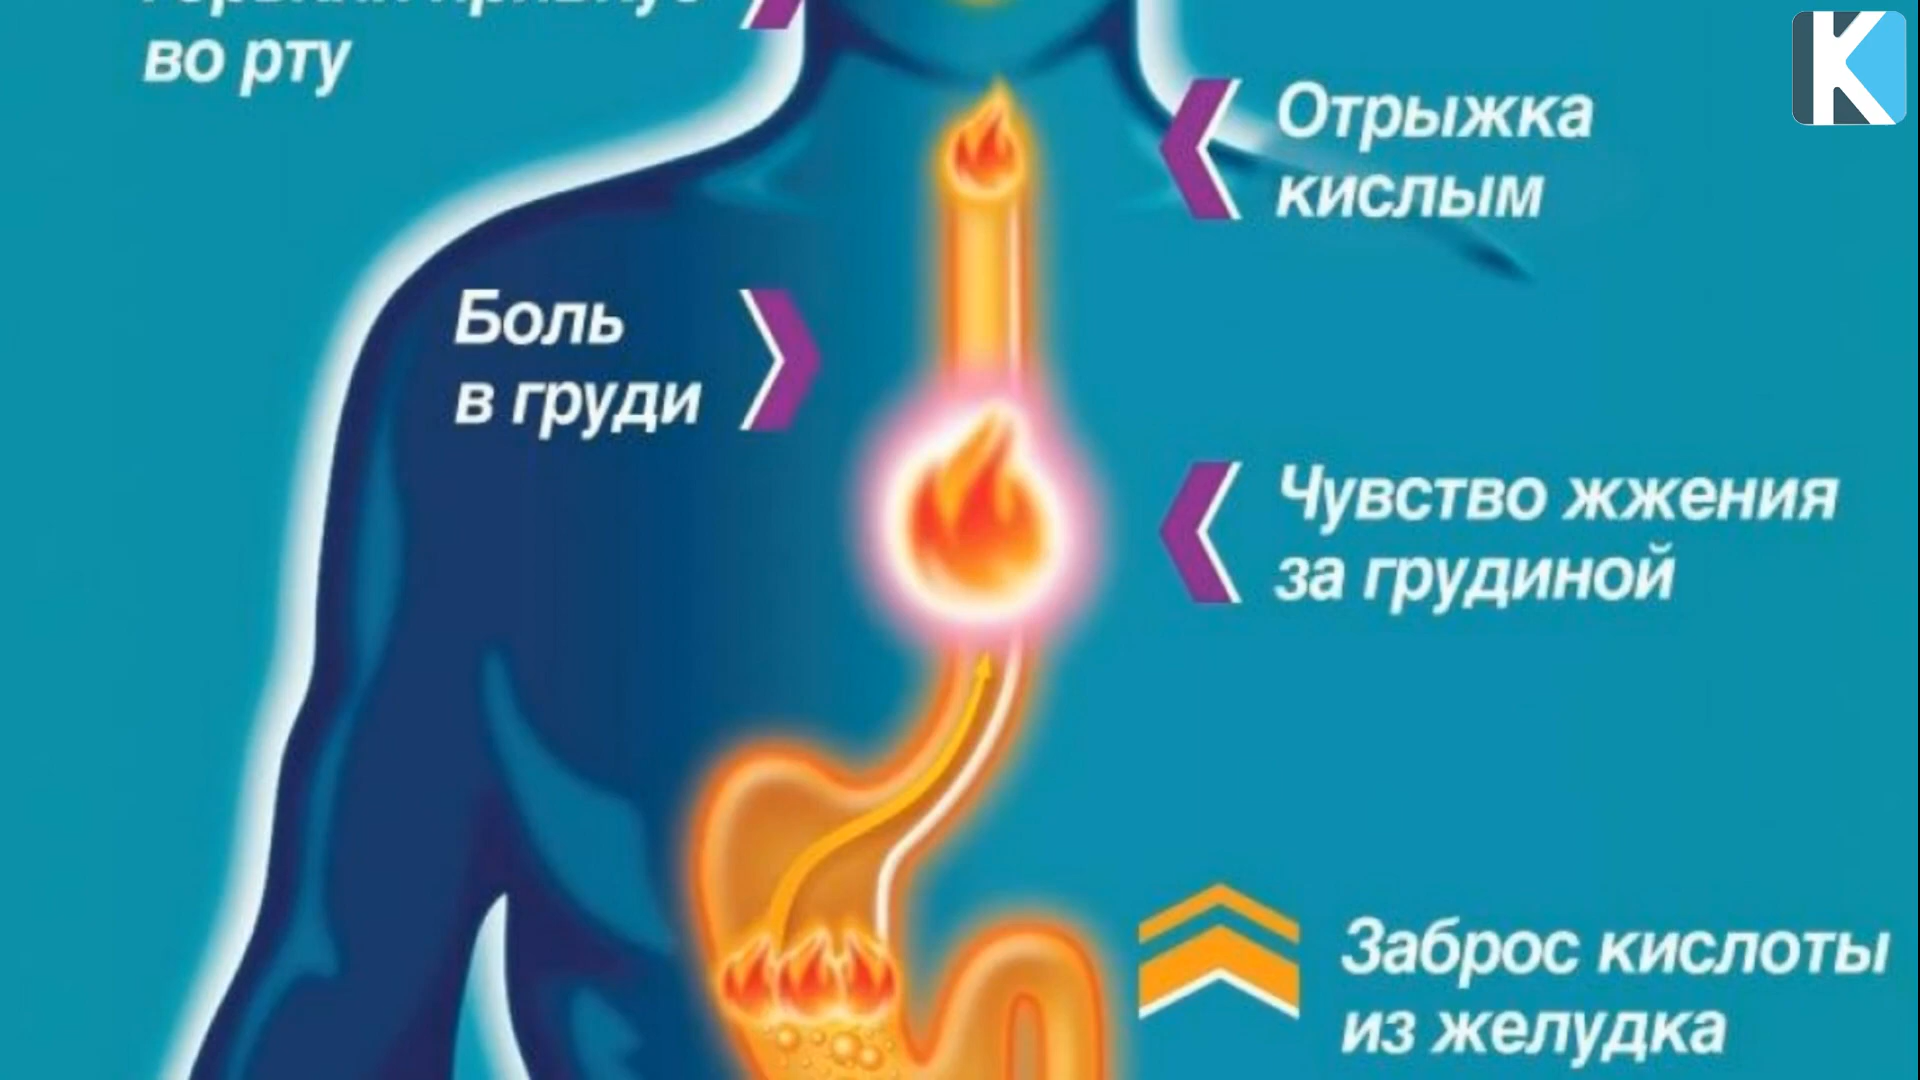 во рту
Отрыжка
кислым
Боль
в груди
Чувство жжения
за грудиной
Заброс кислоты
из желудка
K